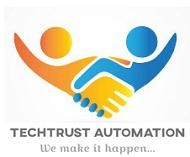 TECHTRUST AUTOMATION
We make it happen...